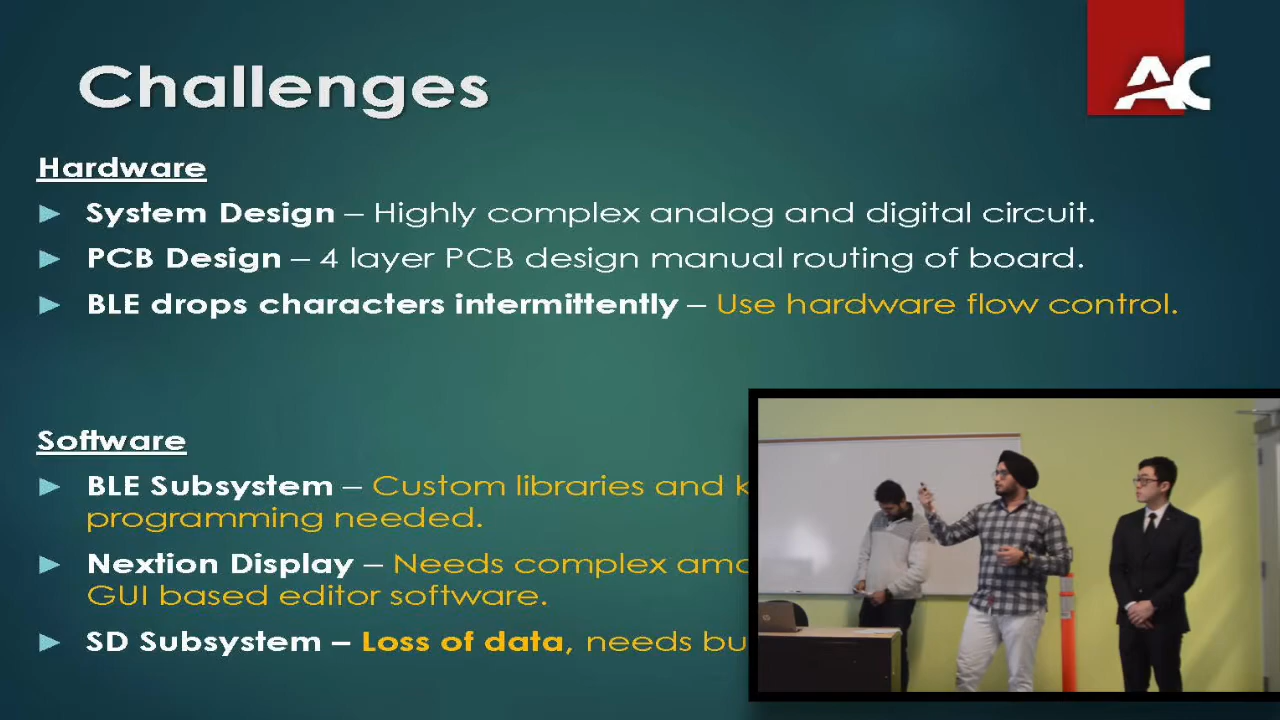 Challenges
AC
Hardware
System Design – Highly complex analog and digital circuit.
PCB Design – 4 layer PCB design manual routing of board.
BLE drops characters intermittently – Use hardware flow control.
Software
BLE Subsystem – Custom libraries and
programming needed.
Nextion Display – Needs complex
GUI based editor software.
SD Subsystem – Loss of data, needs